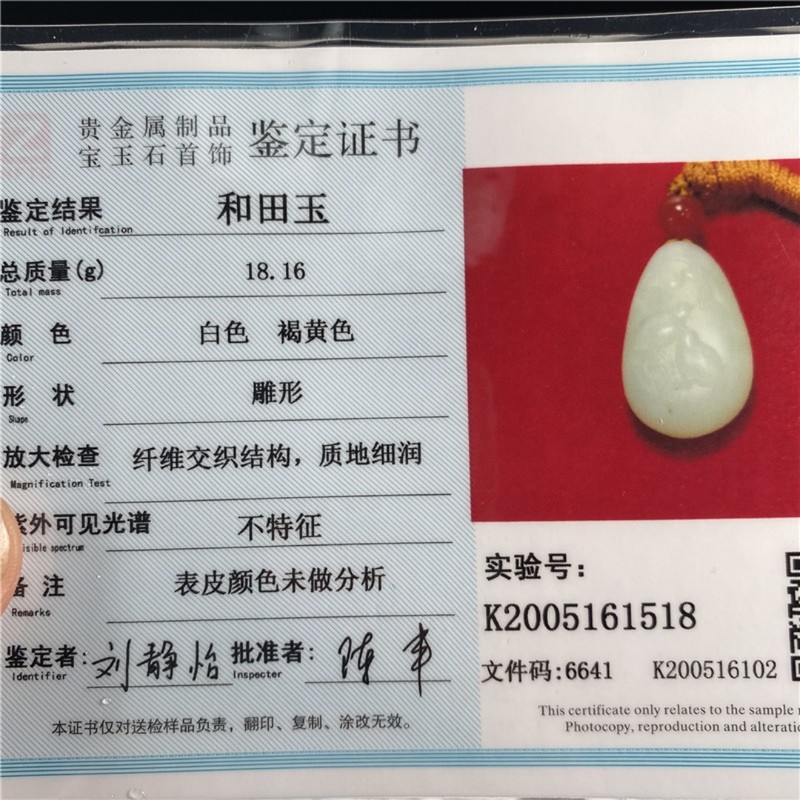 贵金属制品
宝玉石首饰
鉴定证书
鉴定结果 和田玉
Result of Identifcation
总质量(g) 18.16
Total mass
颜 色 白色 褐黄色
Color
形 状 雕形
Shape
放大检查 纤维交织结构，质地细润
Magnification Test
紫外可见光谱 不特征
isible spectrum
备 注 表皮颜色未做分析
Remarks
鉴定者: 刘静怡 批准者: 陈丰
Identifier Inspecter
本证书仅对送检样品负责，翻印、复制、涂改无效。
实验号：
K2005161518
文件码:6641 K200516102
This certificate only relates to the sample
Photocopy, reproduction and alteratio